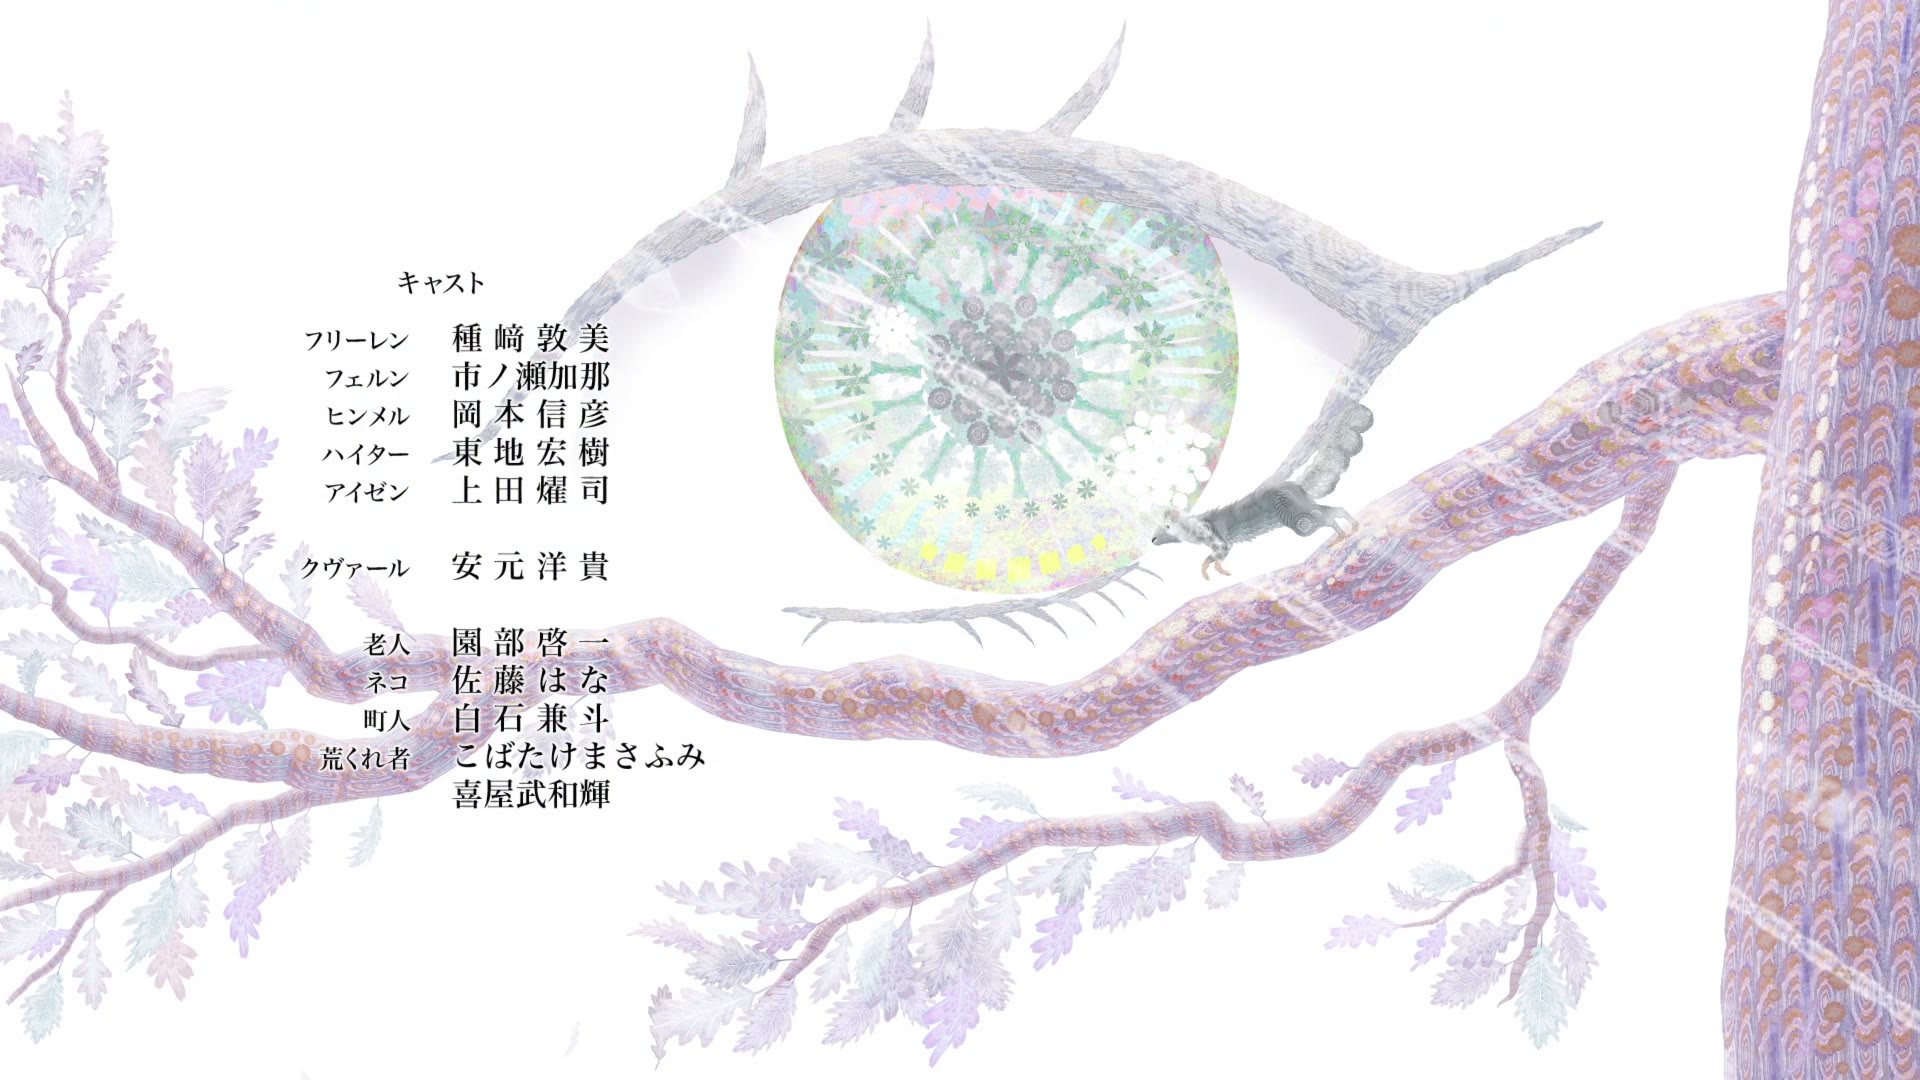 キャスト
フリーレン 種﨑敦美
フェルン 市ノ瀬加那
ヒンメル 岡本信彦
ハイター 東地宏樹
アイゼン 上田燿司
クヴァール 安元洋貴
老人 園部啓一
ネコ 佐藤はな
町人 白石兼斗
荒くれ者 こばたけまさふみ
喜屋武和輝